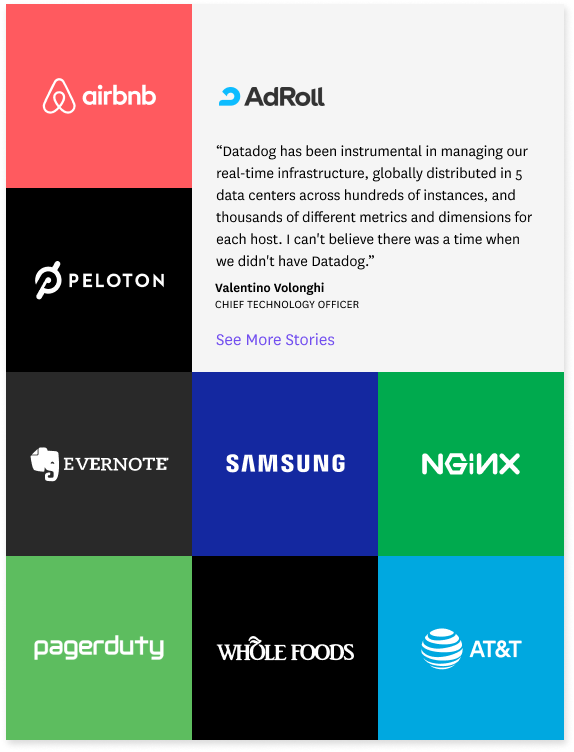 airbnb
AdRoll
“Datadog has been instrumental in managing our
real-time infrastructure, globally distributed in 5
data centers across hundreds of instances, and
thousands of different metrics and dimensions for
each host. I can't believe there was a time when
we didn't have Datadog.”
Valentino Volonghi
CHIEF TECHNOLOGY OFFICER
See More Stories
PELOTON
EVERNOTE
SAMSUNG
NGiNX
pagerduty
WHOLE FOODS
AT&T